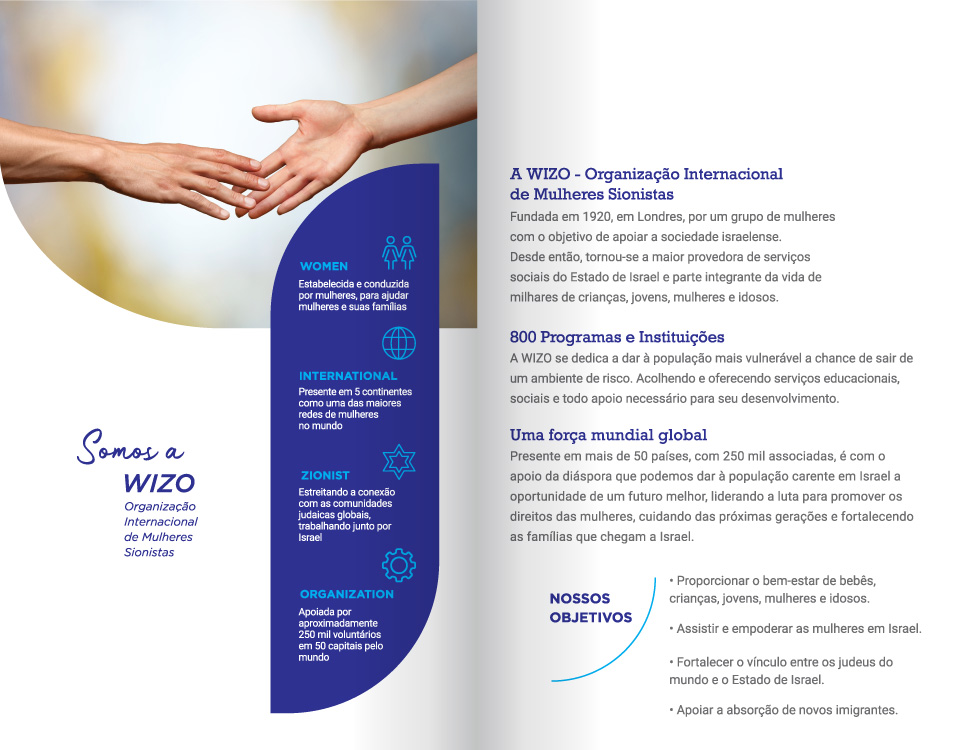 WOMEN
Estabelecida e conduzida
por mulheres, para ajudar
mulheres e suas famílias
INTERNATIONAL
Presente em 5 continentes
como uma das maiores
redes de mulheres
no mundo
ZIONIST
Estreitando a conexão
com as comunidades
judaicas globais,
trabalhando junto por
Israel
ORGANIZATION
Apoiada por
aproximadamente
250 mil voluntários
em 50 capitais pelo
mundo
Somos a
WIZO
Organização
Internacional
de Mulheres
Sionistas
A WIZO - Organização Internacional
de Mulheres Sionistas
Fundada em 1920, em Londres, por um grupo de mulheres
com o objetivo de apoiar a sociedade israelense.
Desde então, tornou-se a maior provedora de serviços
sociais do Estado de Israel e parte integrante da vida de
milhares de crianças, jovens, mulheres e idosos.
800 Programas e Instituições
A WIZO se dedica a dar à população mais vulnerável a chance de sair de
um ambiente de risco. Acolhendo e oferecendo serviços educacionais,
sociais e todo apoio necessário para seu desenvolvimento.
Uma força mundial global
Presente em mais de 50 países, com 250 mil associadas, é com o
apoio da diáspora que podemos dar à população carente em Israel a
oportunidade de um futuro melhor, liderando a luta para promover os
direitos das mulheres, cuidando das próximas gerações e fortalecendo
as famílias que chegam a Israel.
NOSSOS
OBJETIVOS
• Proporcionar o bem-estar de bebês,
crianças, jovens, mulheres e idosos.
• Assistir e empoderar as mulheres em Israel.
• Fortalecer o vínculo entre os judeus do
mundo e o Estado de Israel.
• Apoiar a absorção de novos imigrantes.